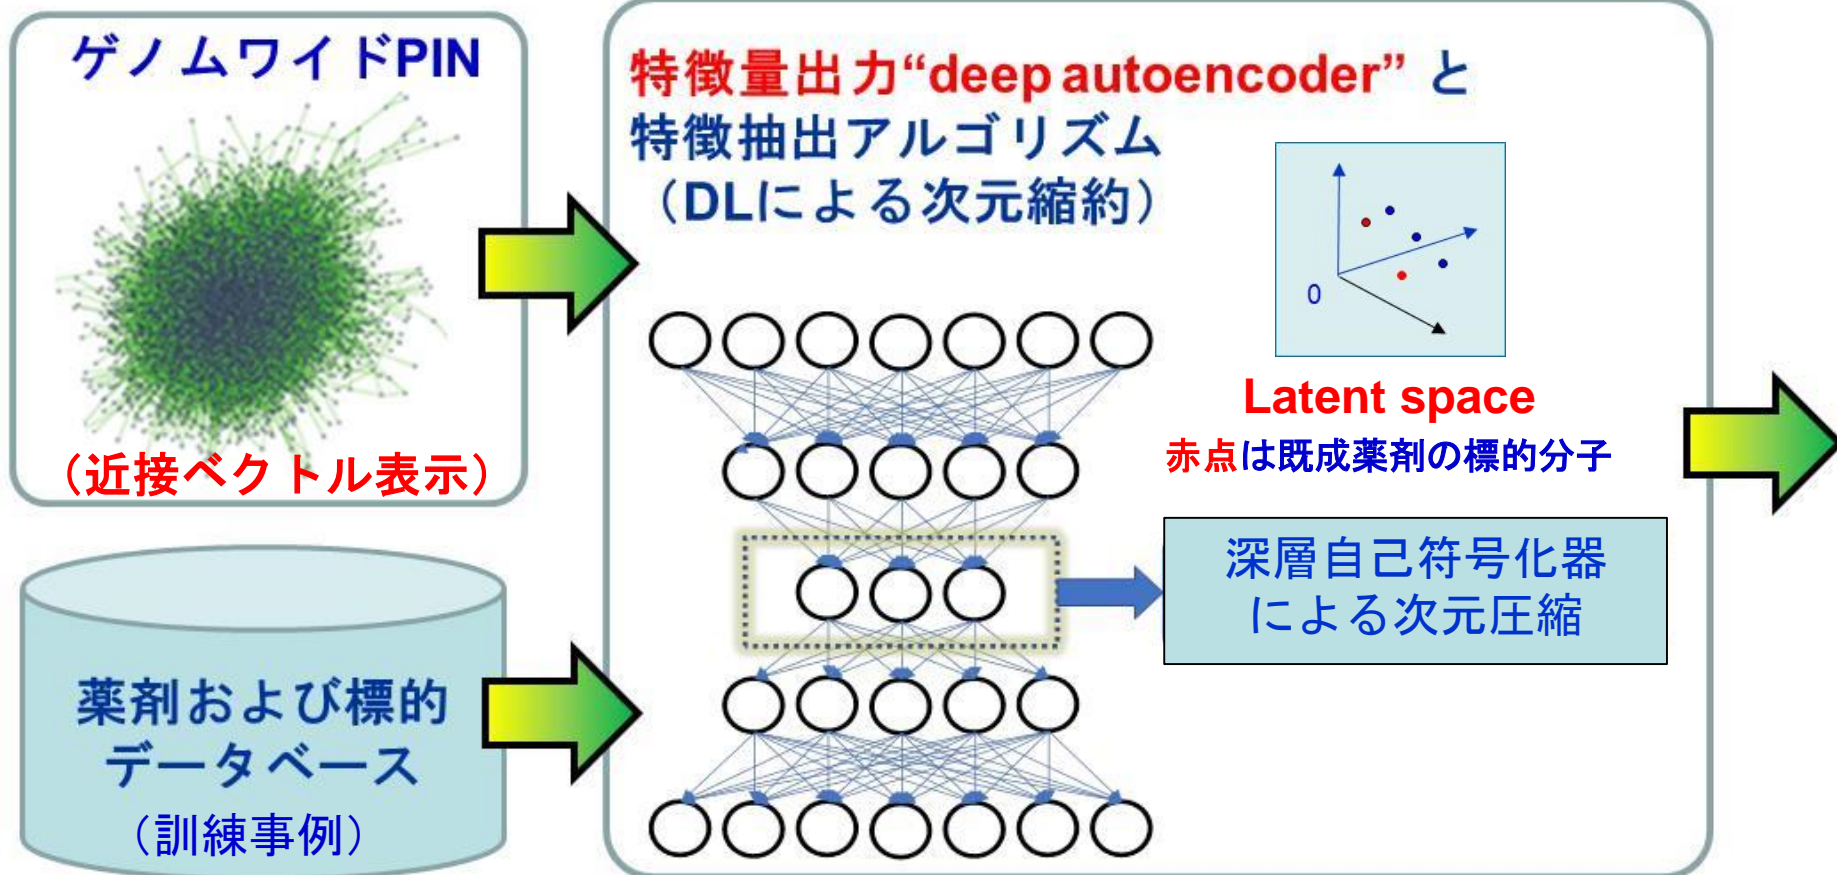 ゲノムワイドPIN
（近接ベクトル表示）
薬剤および標的
データベース
（訓練事例）
特徴量出力“deep autoencoder” と
特徴抽出アルゴリズム
（DLによる次元縮約）
0
Latent space
赤点は既成薬剤の標的分子
深層自己符号化器
による次元圧縮